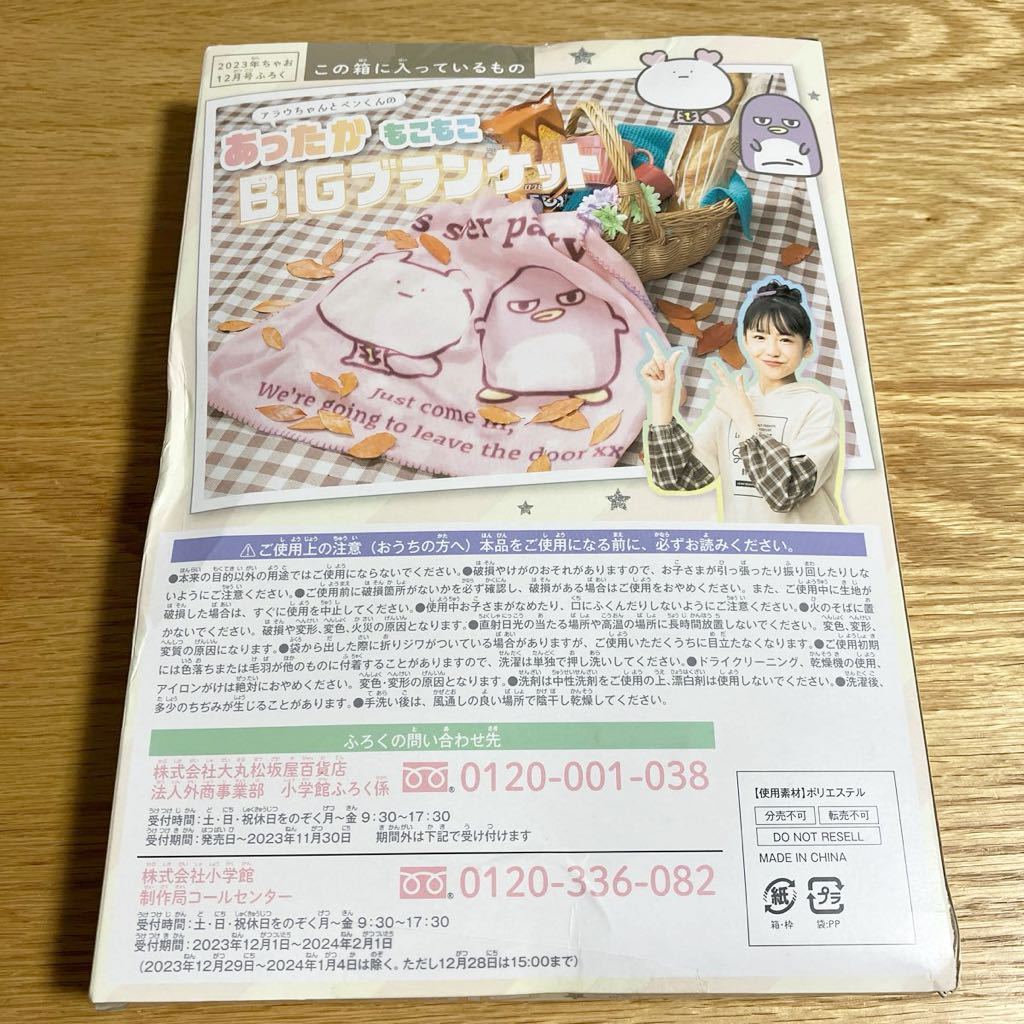 2023年ちゃお
12月号ふろく
この箱に入っているもの
アラウちゃんとペンくんの
あったか もこもこ
BIGブランケット
Just come in,
We're going to leave the door xx
⚠ご使用上の注意(おうちの方へ)本品をご使用になる前に、必ずお読みください。
●本来の目的以外の用途ではご使用にならないでください。●破損やけがのおそれがありますので、お子さまが引っ張ったり振り回したりしな
いようにご注意ください。●ご使用前に破損箇所がないかを必ず確認し、破損がある場合はご使用をおやめください。また、ご使用中に生地が
破損した場合は、すぐに使用を中止してください。●使用中お子さまがなめたり、口にふくんだりしないようにご注意ください。●火のそばに置
かないでください。破損や変形、変色、火災の原因となります。●直射日光の当たる場所や高温の場所に長時間放置しないでください。変色、変形、
変質の原因になります。●袋から出した際に折りジワがついている場合がありますが、ご使用いただくうちに目立たなくなります。●ご使用初期
には色落ちまたは毛羽が他のものに付着することがありますので、洗濯は単独で押し洗いしてください。●ドライクリーニング、乾燥機の使用、
アイロンがけは絶対におやめください。変色・変形の原因となります。●洗剤は中性洗剤をご使用の上、漂白剤は使用しないでください。●洗濯後、
多少のちぢみが生じることがあります。●手洗い後は、風通しの良い場所で陰干し乾燥してください。
ふろくの問い合わせ先
株式会社大丸松坂屋百貨店
法人外商事業部 小学館ふろく係
0120-001-038
受付時間:土・日・祝休日をのぞく月～金 9:30～17:30
受付期間:発売日～2023年11月30日 期間外は下記で受け付けます
株式会社小学館
制作局コールセンター
0120-336-082
受付時間:土・日・祝休日をのぞく月～金 9:30～17:30
受付期間:2023年12月1日～2024年2月1日
(2023年12月29日～2024年1月4日は除く。ただし12月28日は15:00まで)
【使用素材】ポリエステル
分売不可 転売不可
DO NOT RESELL
MADE IN CHINA
紙 プラ
箱・枠 袋:PP